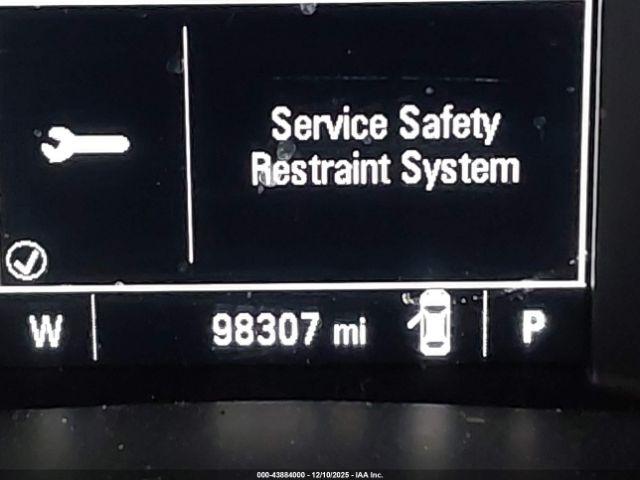 Service Safety
Restraint System
W
98307 mi
P
000-43884000 - 12/10/2025 - IAA Inc.